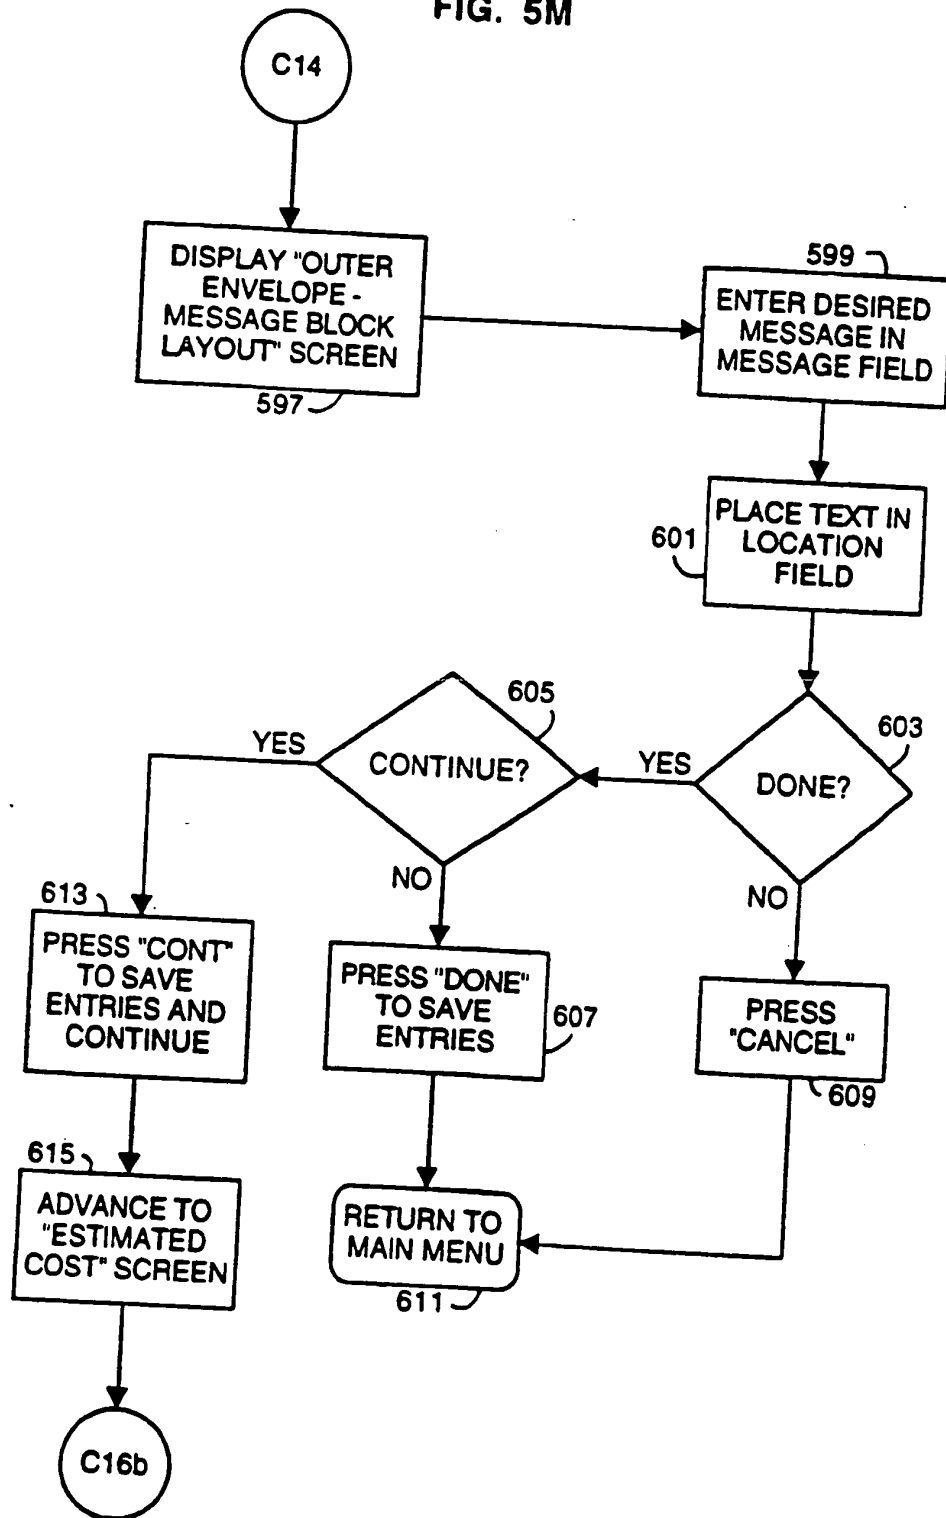 FIG. 5M
C14
DISPLAY "OUTER
ENVELOPE -
MESSAGE BLOCK
LAYOUT" SCREEN
597
599
ENTER DESIRED
MESSAGE IN
MESSAGE FIELD
601
PLACE TEXT IN
LOCATION
FIELD
603
DONE?
YES
NO
605
CONTINUE?
YES
NO
613
PRESS "CONT"
TO SAVE
ENTRIES AND
CONTINUE
PRESS "DONE"
TO SAVE
ENTRIES
607
PRESS
"CANCEL"
609
615
ADVANCE TO
"ESTIMATED
COST" SCREEN
RETURN TO
MAIN MENU
611
C16b